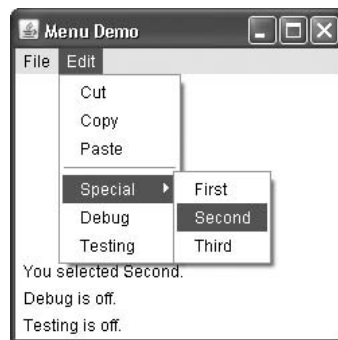 Menu Demo
File Edit
Cut
Copy
Paste
Special
First
Debug
Second
Testing
Third
You selected Second.
Debug is off.
Testing is off.